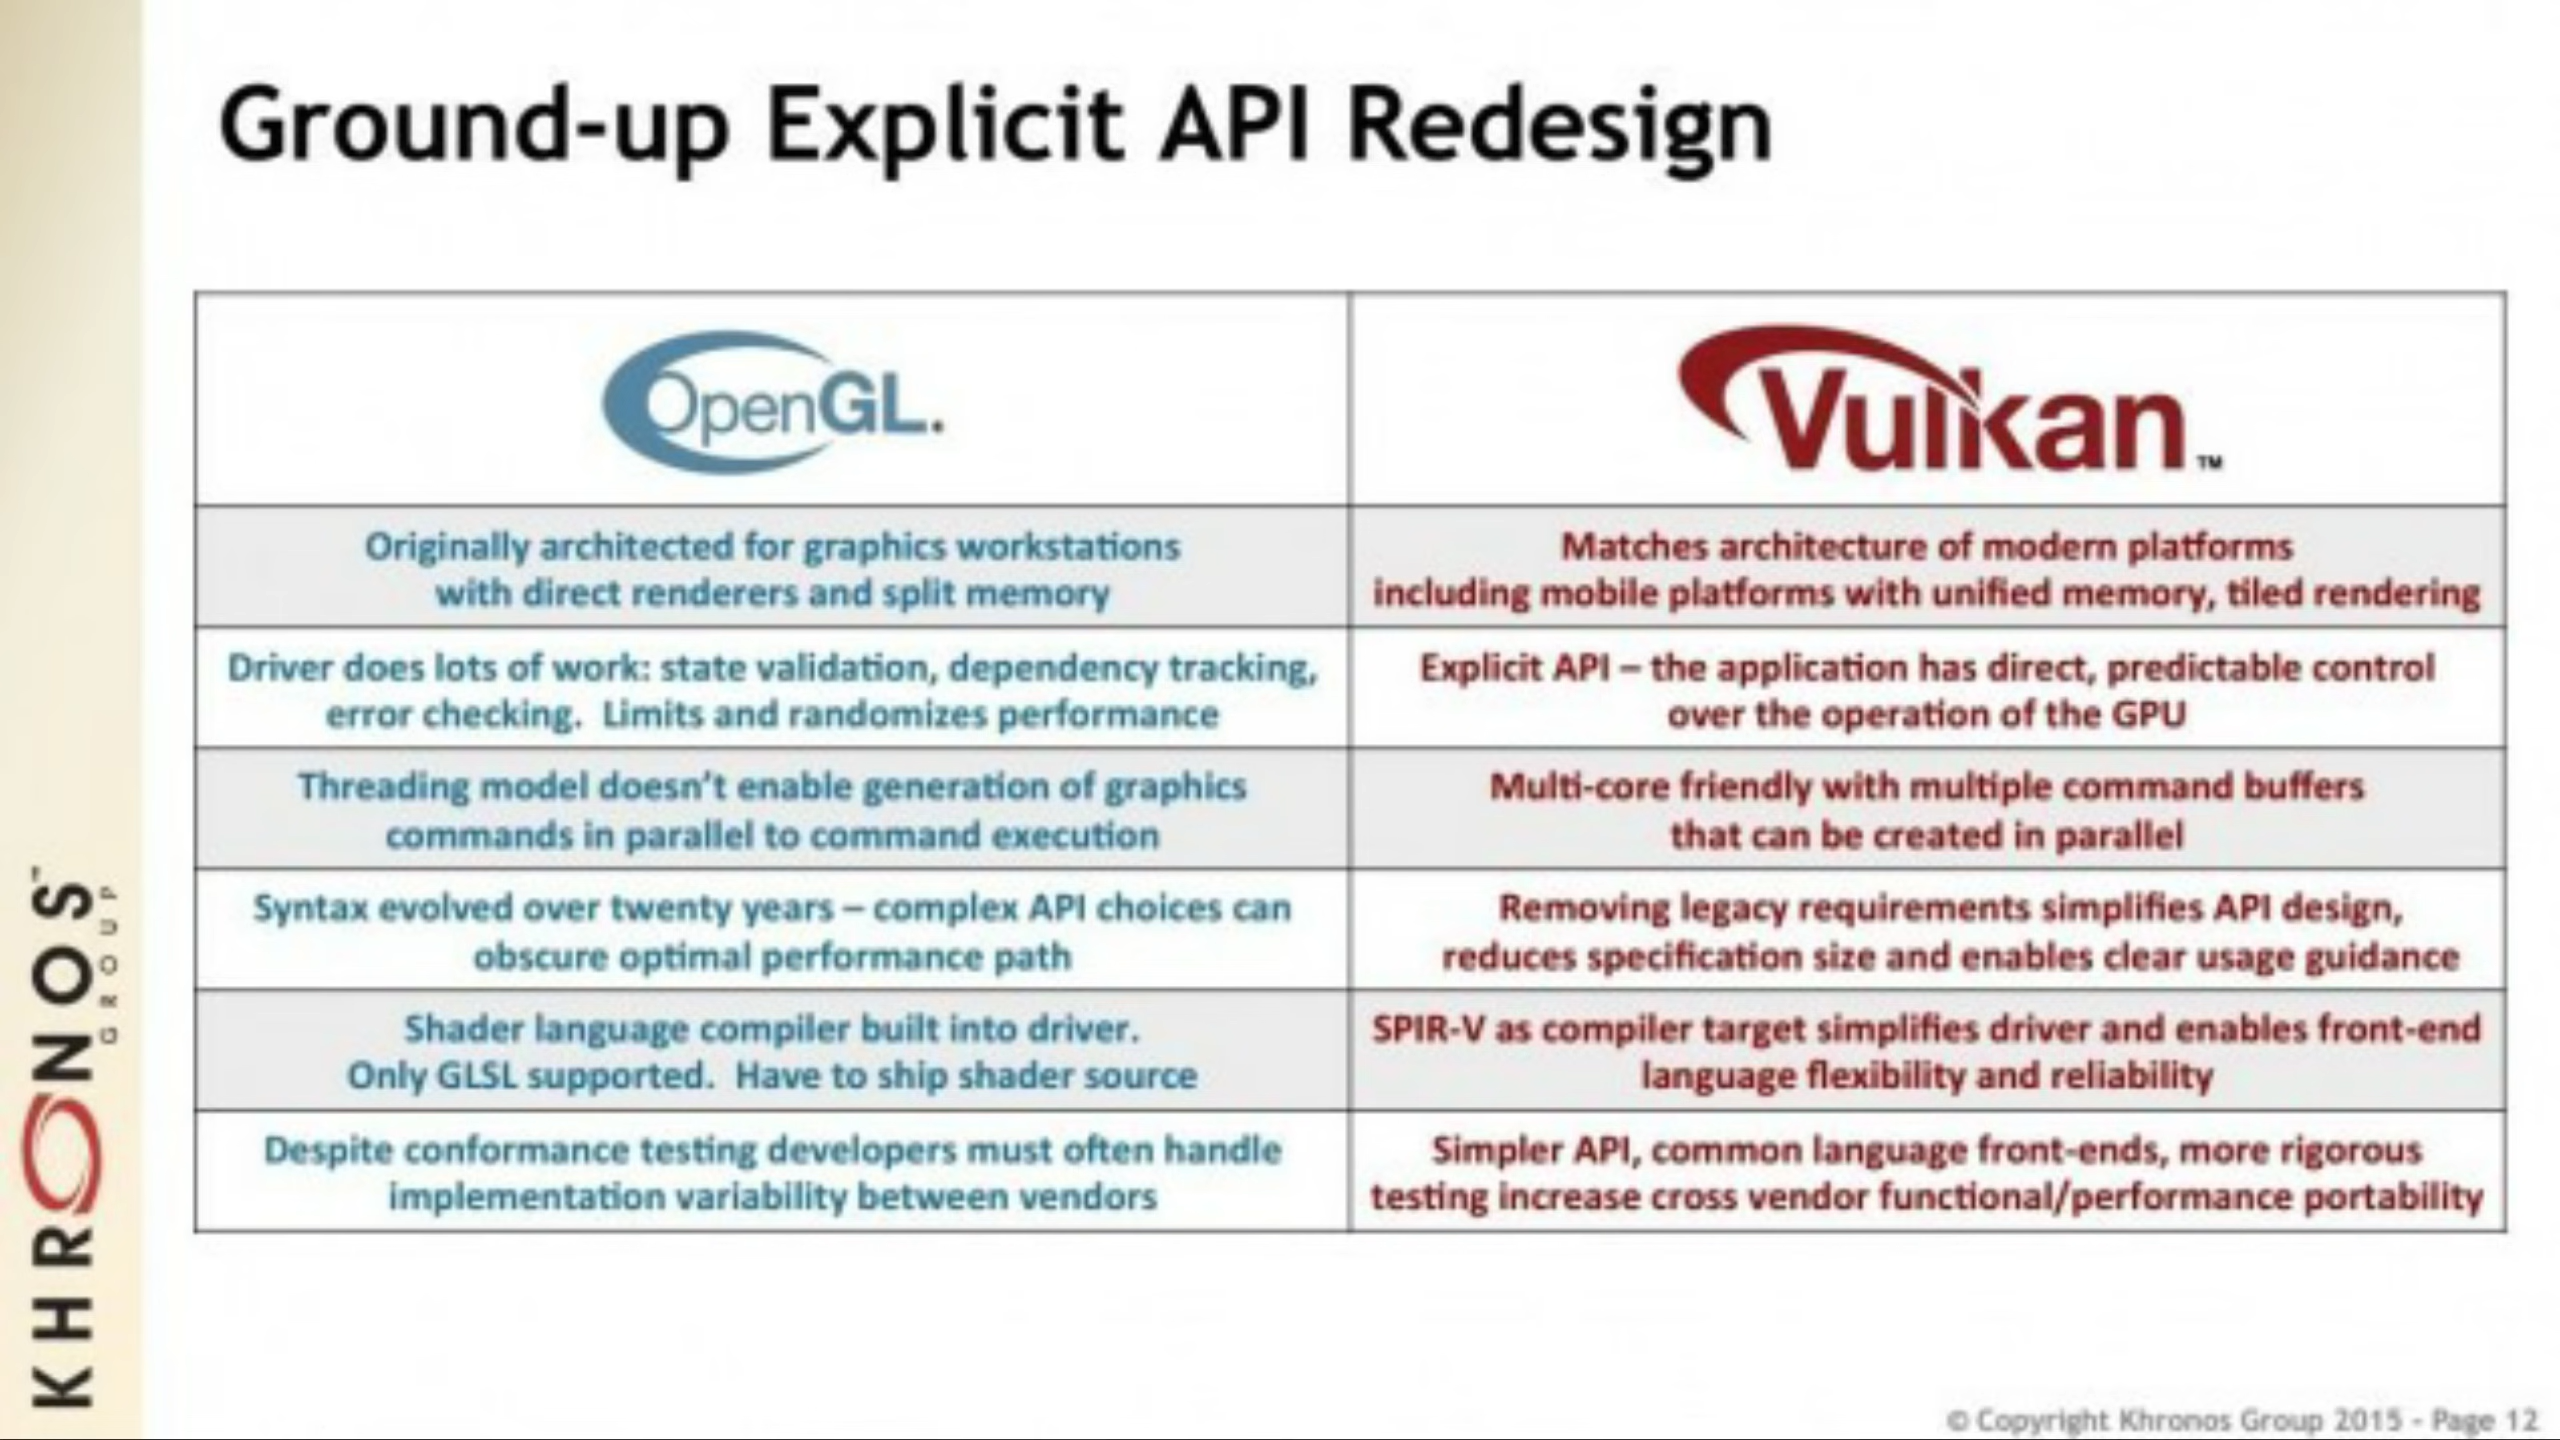 Ground-up Explicit API Redesign
OpenGL.
Vulkan™
Originally architected for graphics workstations
with direct renderers and split memory
Matches architecture of modern platforms
including mobile platforms with unified memory, tiled rendering
Driver does lots of work: state validation, dependency tracking,
error checking.  Limits and randomizes performance
Explicit API – the application has direct, predictable control
over the operation of the GPU
Threading model doesn’t enable generation of graphics
commands in parallel to command execution
Multi-core friendly with multiple command buffers
that can be created in parallel
Syntax evolved over twenty years – complex API choices can
obscure optimal performance path
Removing legacy requirements simplifies API design,
reduces specification size and enables clear usage guidance
Shader language compiler built into driver.
Only GLSL supported.  Have to ship shader source
SPIR-V as compiler target simplifies driver and enables front-end
language flexibility and reliability
Despite conformance testing developers must often handle
implementation variability between vendors
Simpler API, common language front-ends, more rigorous
testing increase cross vendor functional/performance portability
KHRONOS™
GROUP
© Copyright Khronos Group 2015 - Page 12